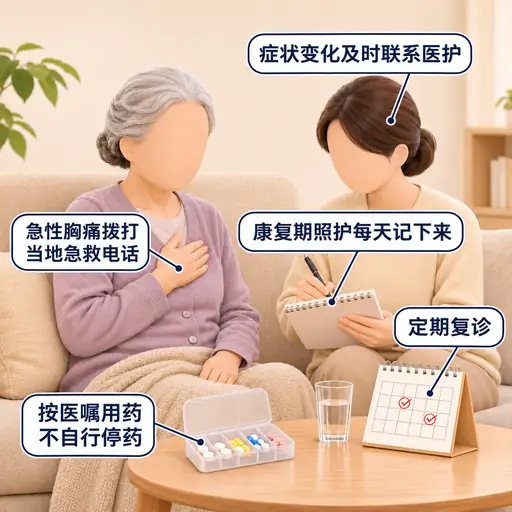 症状变化及时联系医护
急性胸痛拨打
当地急救电话
康复期照护每天记下来
定期复诊
按医嘱用药
不自行停药